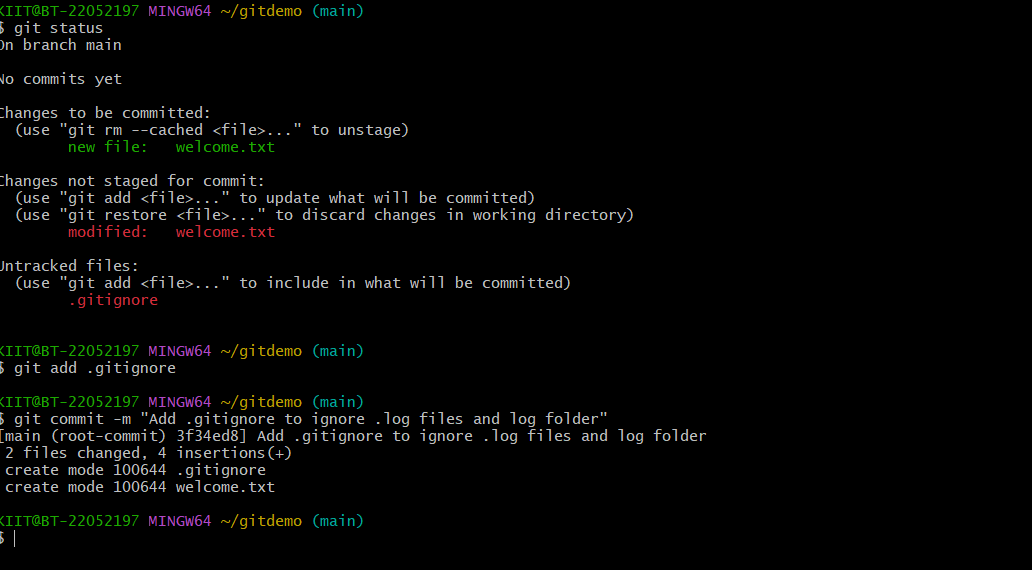 KIIT@BT-22052197 MINGW64 ~/gitdemo (main)
$ git status
On branch main
No commits yet
Changes to be committed:
  (use "git rm --cached <file>..." to unstage)
        new file:   welcome.txt
Changes not staged for commit:
  (use "git add <file>..." to update what will be committed)
  (use "git restore <file>..." to discard changes in working directory)
        modified:   welcome.txt
Untracked files:
  (use "git add <file>..." to include in what will be committed)
        .gitignore
KIIT@BT-22052197 MINGW64 ~/gitdemo (main)
$ git add .gitignore
KIIT@BT-22052197 MINGW64 ~/gitdemo (main)
$ git commit -m "Add .gitignore to ignore .log files and log folder"
[main (root-commit) 3f34ed8] Add .gitignore to ignore .log files and log folder
 2 files changed, 4 insertions(+)
 create mode 100644 .gitignore
 create mode 100644 welcome.txt
KIIT@BT-22052197 MINGW64 ~/gitdemo (main)
$